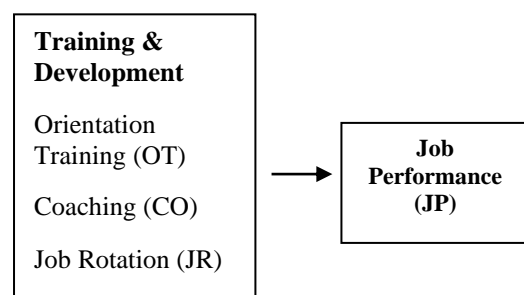 Training &
Development
Orientation
Training (OT)
Coaching (CO)
Job Rotation (JR)
Job
Performance
(JP)